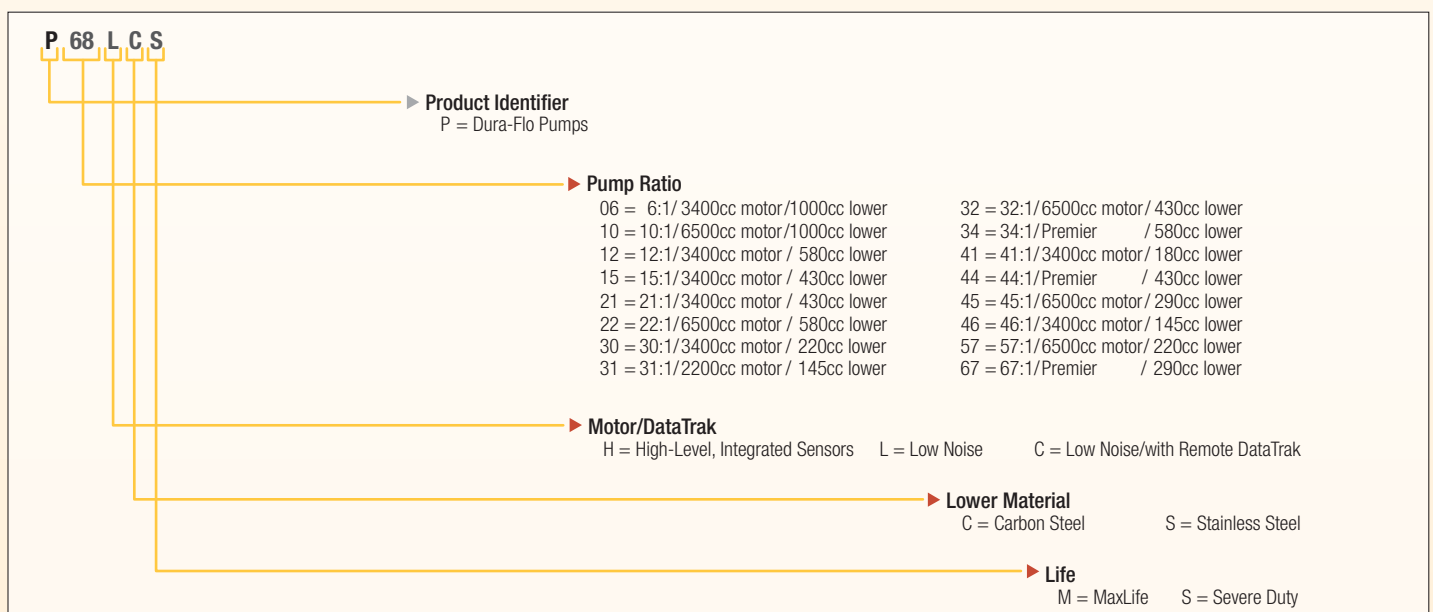 P 68 L C S
Product Identifier
P = Dura-Flo Pumps
Pump Ratio
06 = 6:1/ 3400cc motor/1000cc lower
10 = 10:1/6500cc motor/1000cc lower
12 = 12:1/3400cc motor / 580cc lower
15 = 15:1/3400cc motor / 430cc lower
21 = 21:1/3400cc motor / 430cc lower
22 = 22:1/6500cc motor / 580cc lower
30 = 30:1/3400cc motor / 220cc lower
31 = 31:1/2200cc motor / 145cc lower
32 = 32:1/6500cc motor/ 430cc lower
34 = 34:1/Premier / 580cc lower
41 = 41:1/3400cc motor/ 180cc lower
44 = 44:1/Premier / 430cc lower
45 = 45:1/6500cc motor/ 290cc lower
46 = 46:1/3400cc motor/ 145cc lower
57 = 57:1/6500cc motor/ 220cc lower
67 = 67:1/Premier / 290cc lower
Motor/DataTrak
H = High-Level, Integrated Sensors L = Low Noise C = Low Noise/with Remote DataTrak
Lower Material
C = Carbon Steel S = Stainless Steel
Life
M = MaxLife S = Severe Duty